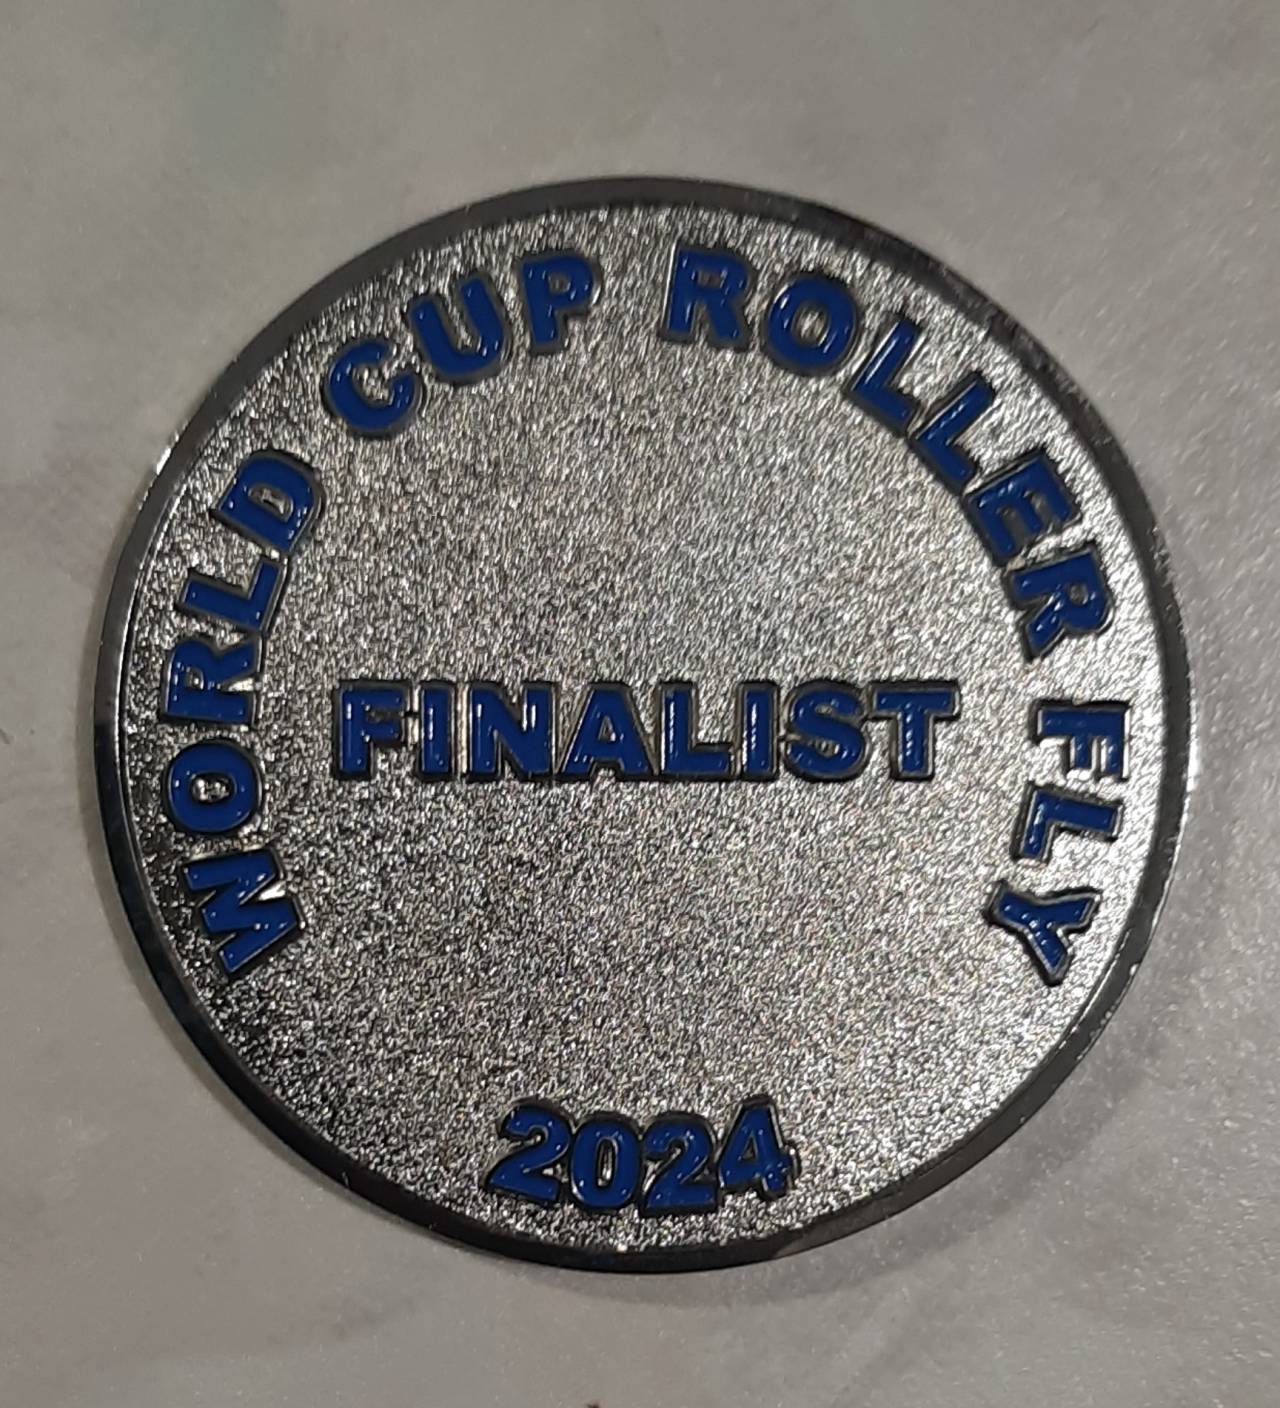 WORLD CUP ROLLER FLY
FINALIST
2024